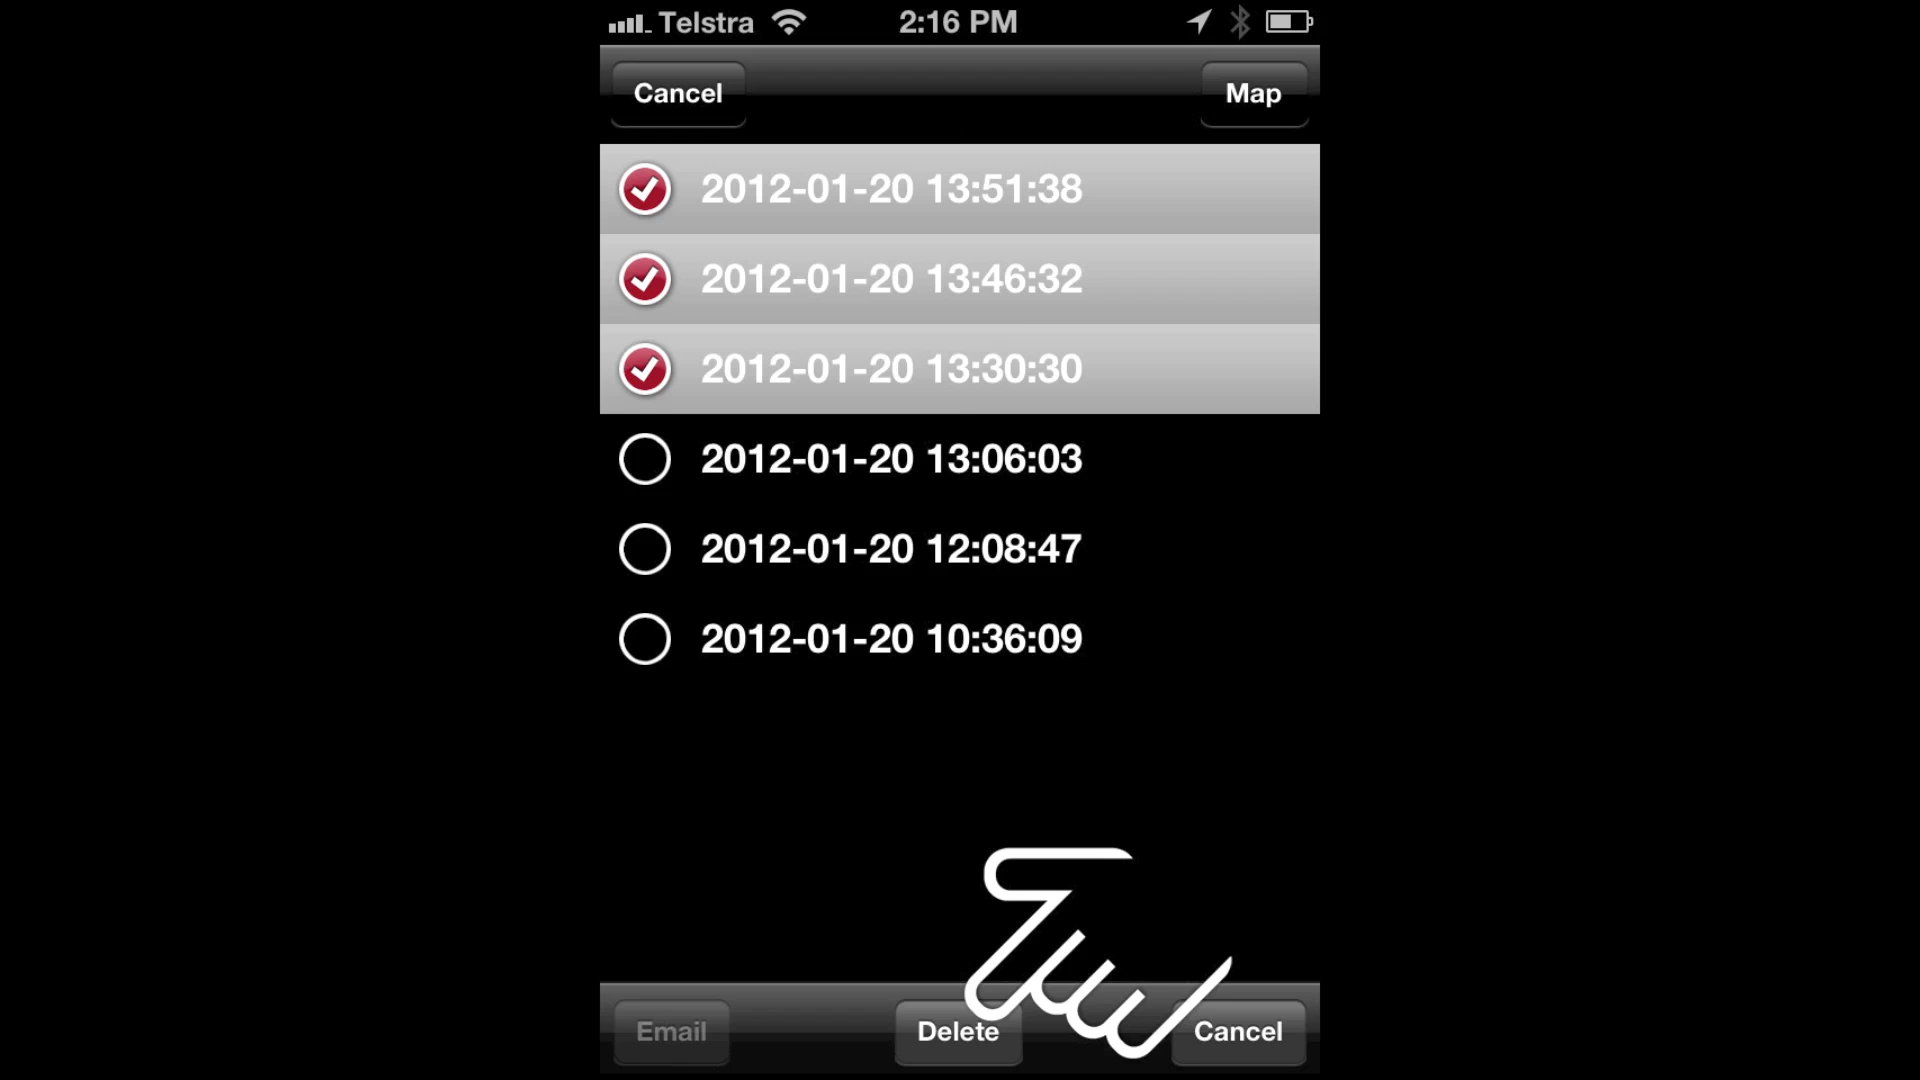 Telstra 2:16 PM
Cancel Map
2012-01-20 13:51:38
2012-01-20 13:46:32
2012-01-20 13:30:30
2012-01-20 13:06:03
2012-01-20 12:08:47
2012-01-20 10:36:09
Email Delete Cancel